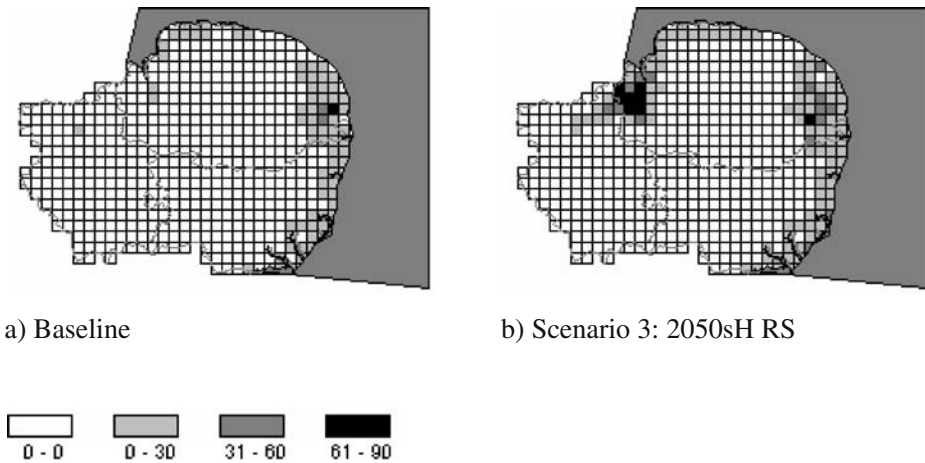 a) Baseline
b) Scenario 3: 2050sH RS
0 - 0
0 - 30
31 - 60
61 - 90